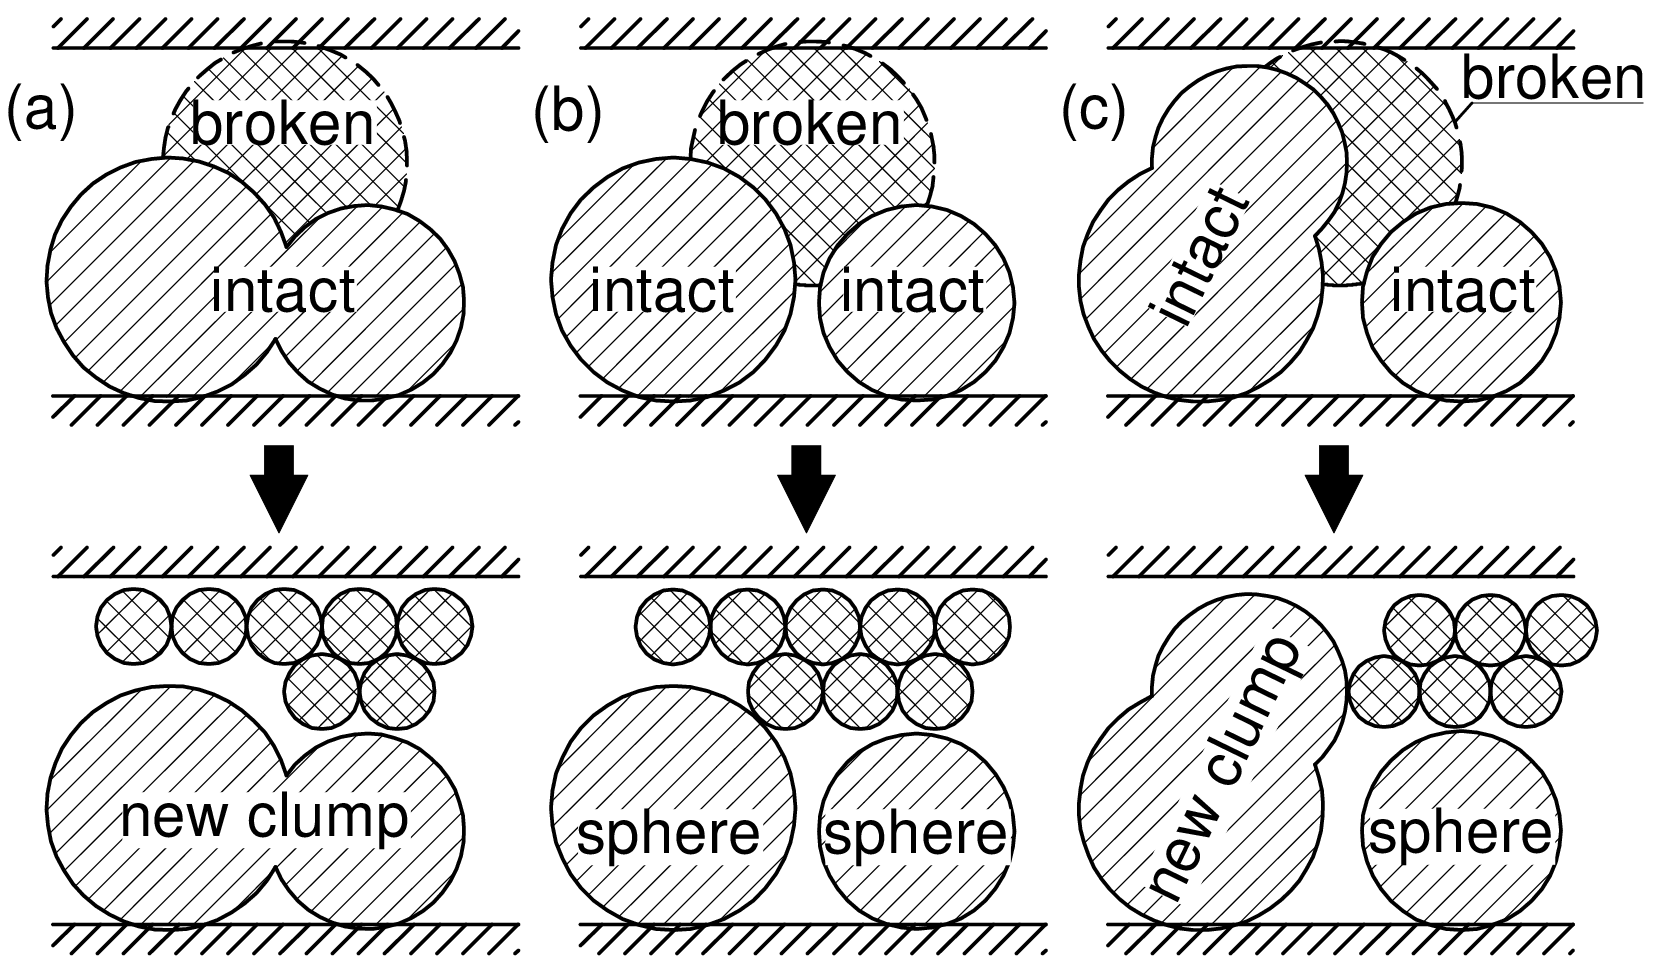 (a)
broken
intact
(b)
broken
intact
intact
(c)
broken
intact
intact
new clump
sphere
sphere
new clump
sphere